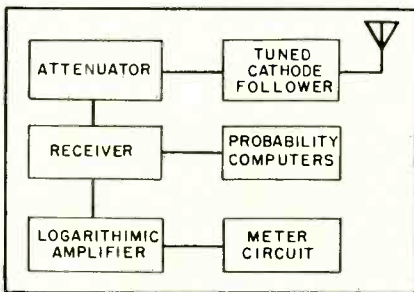 ATTENUATOR
TUNED
CATHODE
FOLLOWER
RECEIVER
PROBABILITY
COMPUTERS
LOGARITHIMIC
AMPLIFIER
METER
CIRCUIT